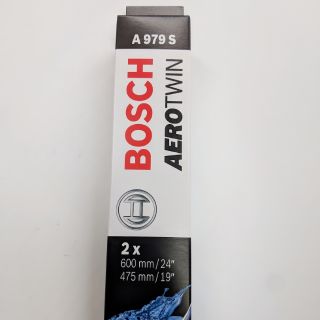 A 979 S
BOSCH
AEROTWIN
2 x
600 mm / 24"
475 mm / 19"